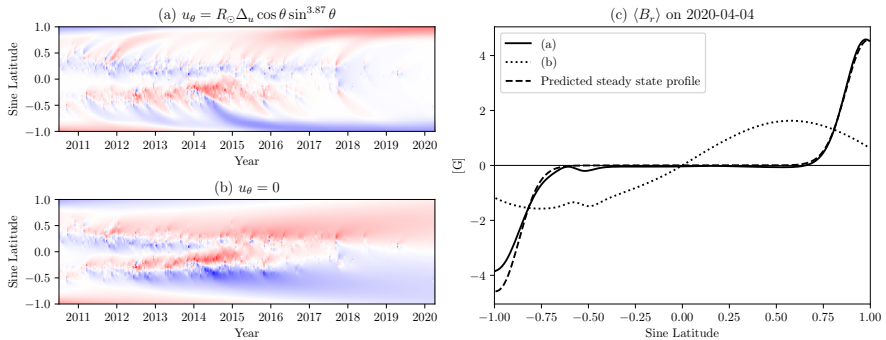 (a) u_θ = R_⊙Δ_u cos θ sin^3.87 θ
1.0
0.5
0.0
−0.5
−1.0
Sine Latitude
2011 2012 2013 2014 2015 2016 2017 2018 2019 2020
Year
(b) u_θ = 0
1.0
0.5
0.0
−0.5
−1.0
Sine Latitude
2011 2012 2013 2014 2015 2016 2017 2018 2019 2020
Year
(c) ⟨B_r⟩ on 2020-04-04
(a)
(b)
Predicted steady state profile
4
2
0
−2
−4
[G]
−1.00 −0.75 −0.50 −0.25 0.00 0.25 0.50 0.75 1.00
Sine Latitude